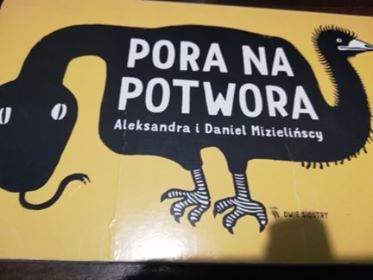 PORA NA
POTWORA
Aleksandra i Daniel Mizielińscy
DWIE SIOSTRY